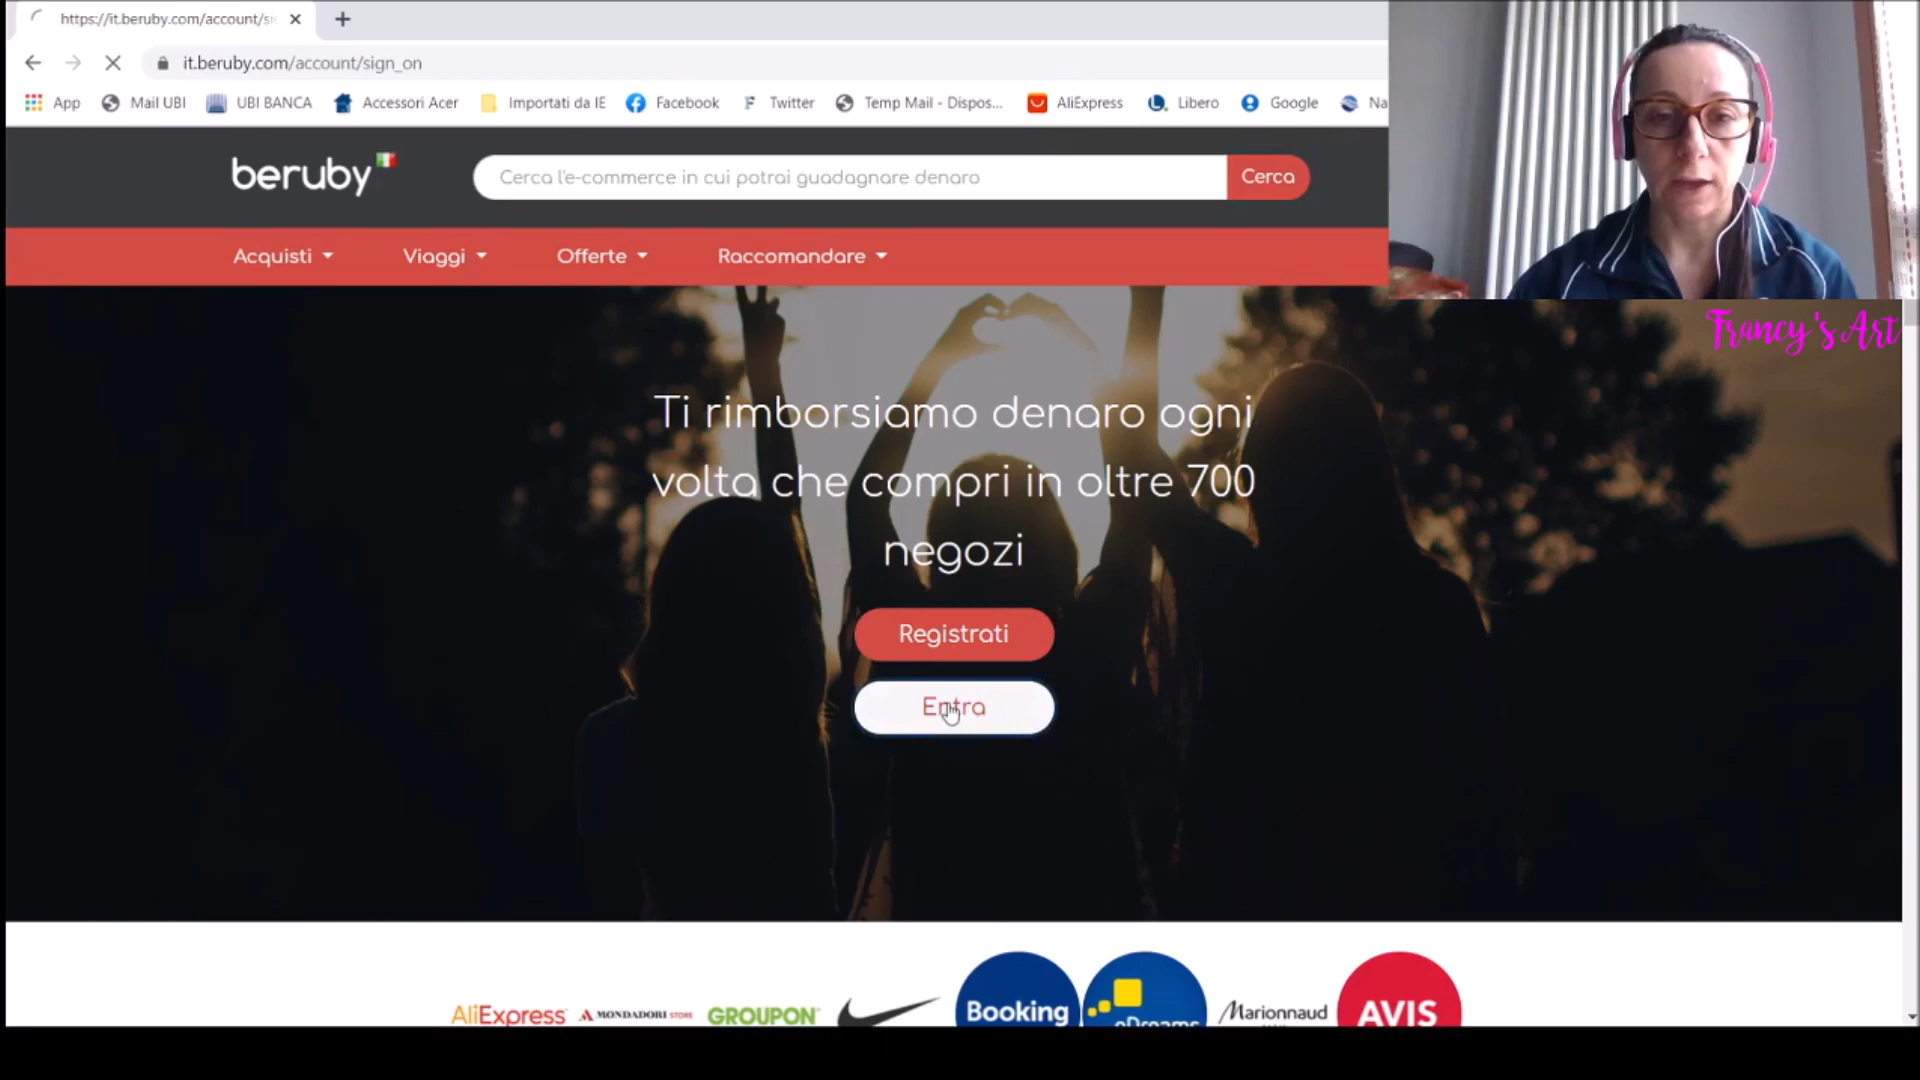 https://it.beruby.com/account/si
it.beruby.com/account/sign_on
App
Mail UBI
UBI BANCA
Accessori Acer
Importati da IE
Facebook
Twitter
Temp Mail - Dispos...
AliExpress
Libero
Google
Na
beruby
Cerca l'e-commerce in cui potrai guadagnare denaro
Cerca
Acquisti
Viaggi
Offerte
Raccomandare
Francy's Art
Ti rimborsiamo denaro ogni
volta che compri in oltre 700
negozi
Registrati
Entra
AliExpress
MONDADORI STORE
GROUPON
Booking
eDreams
Marionnaud
AVIS